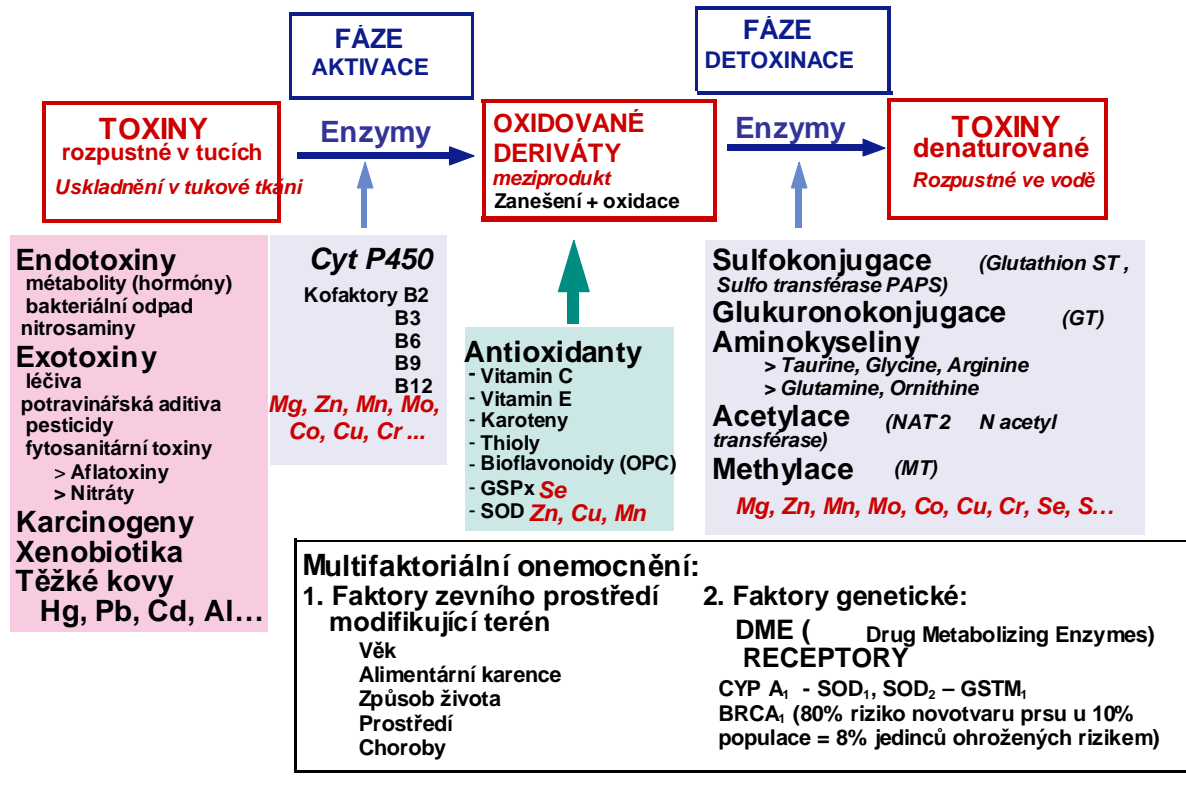 FÁZE
AKTIVACE
FÁZE
DETOXINACE
TOXINY
rozpustné v tucích
Uskladnění v tukové tkáni
Enzymy
OXIDOVANÉ
DERIVÁTY
meziprodukt
Zanešení + oxidace
Enzymy
TOXINY
denaturované
Rozpustné ve vodě
Endotoxiny
métabolity (hormóny)
bakteriální odpad
nitrosaminy
Exotoxiny
léčiva
potravinářská aditiva
pesticidy
fytosanitární toxiny
> Aflatoxiny
> Nitráty
Karcinogeny
Xenobiotika
Těžké kovy
Hg, Pb, Cd, Al…
Cyt P450
Kofaktory B2
B3
B6
B9
B12
Mg, Zn, Mn, Mo,
Co, Cu, Cr ...
Antioxidanty
- Vitamin C
- Vitamin E
- Karoteny
- Thioly
- Bioflavonoidy (OPC)
- GSPx Se
- SOD Zn, Cu, Mn
Sulfokonjugace (Glutathion ST ,
Sulfo transférase PAPS)
Glukuronokonjugace (GT)
Aminokyseliny
> Taurine, Glycine, Arginine
> Glutamine, Ornithine
Acetylace (NAT-2 N acetyl
transférase)
Methylace (MT)
Mg, Zn, Mn, Mo, Co, Cu, Cr, Se, S…
Multifaktoriální onemocnění:
1. Faktory zevního prostředí
modifikující terén
Věk
Alimentární karence
Způsob života
Prostředí
Choroby
2. Faktory genetické:
DME ( Drug Metabolizing Enzymes)
RECEPTORY
CYP A₁ - SOD₁, SOD₂ – GSTM₁
BRCA₁ (80% riziko novotvaru prsu u 10%
populace = 8% jedinců ohrožených rizikem)